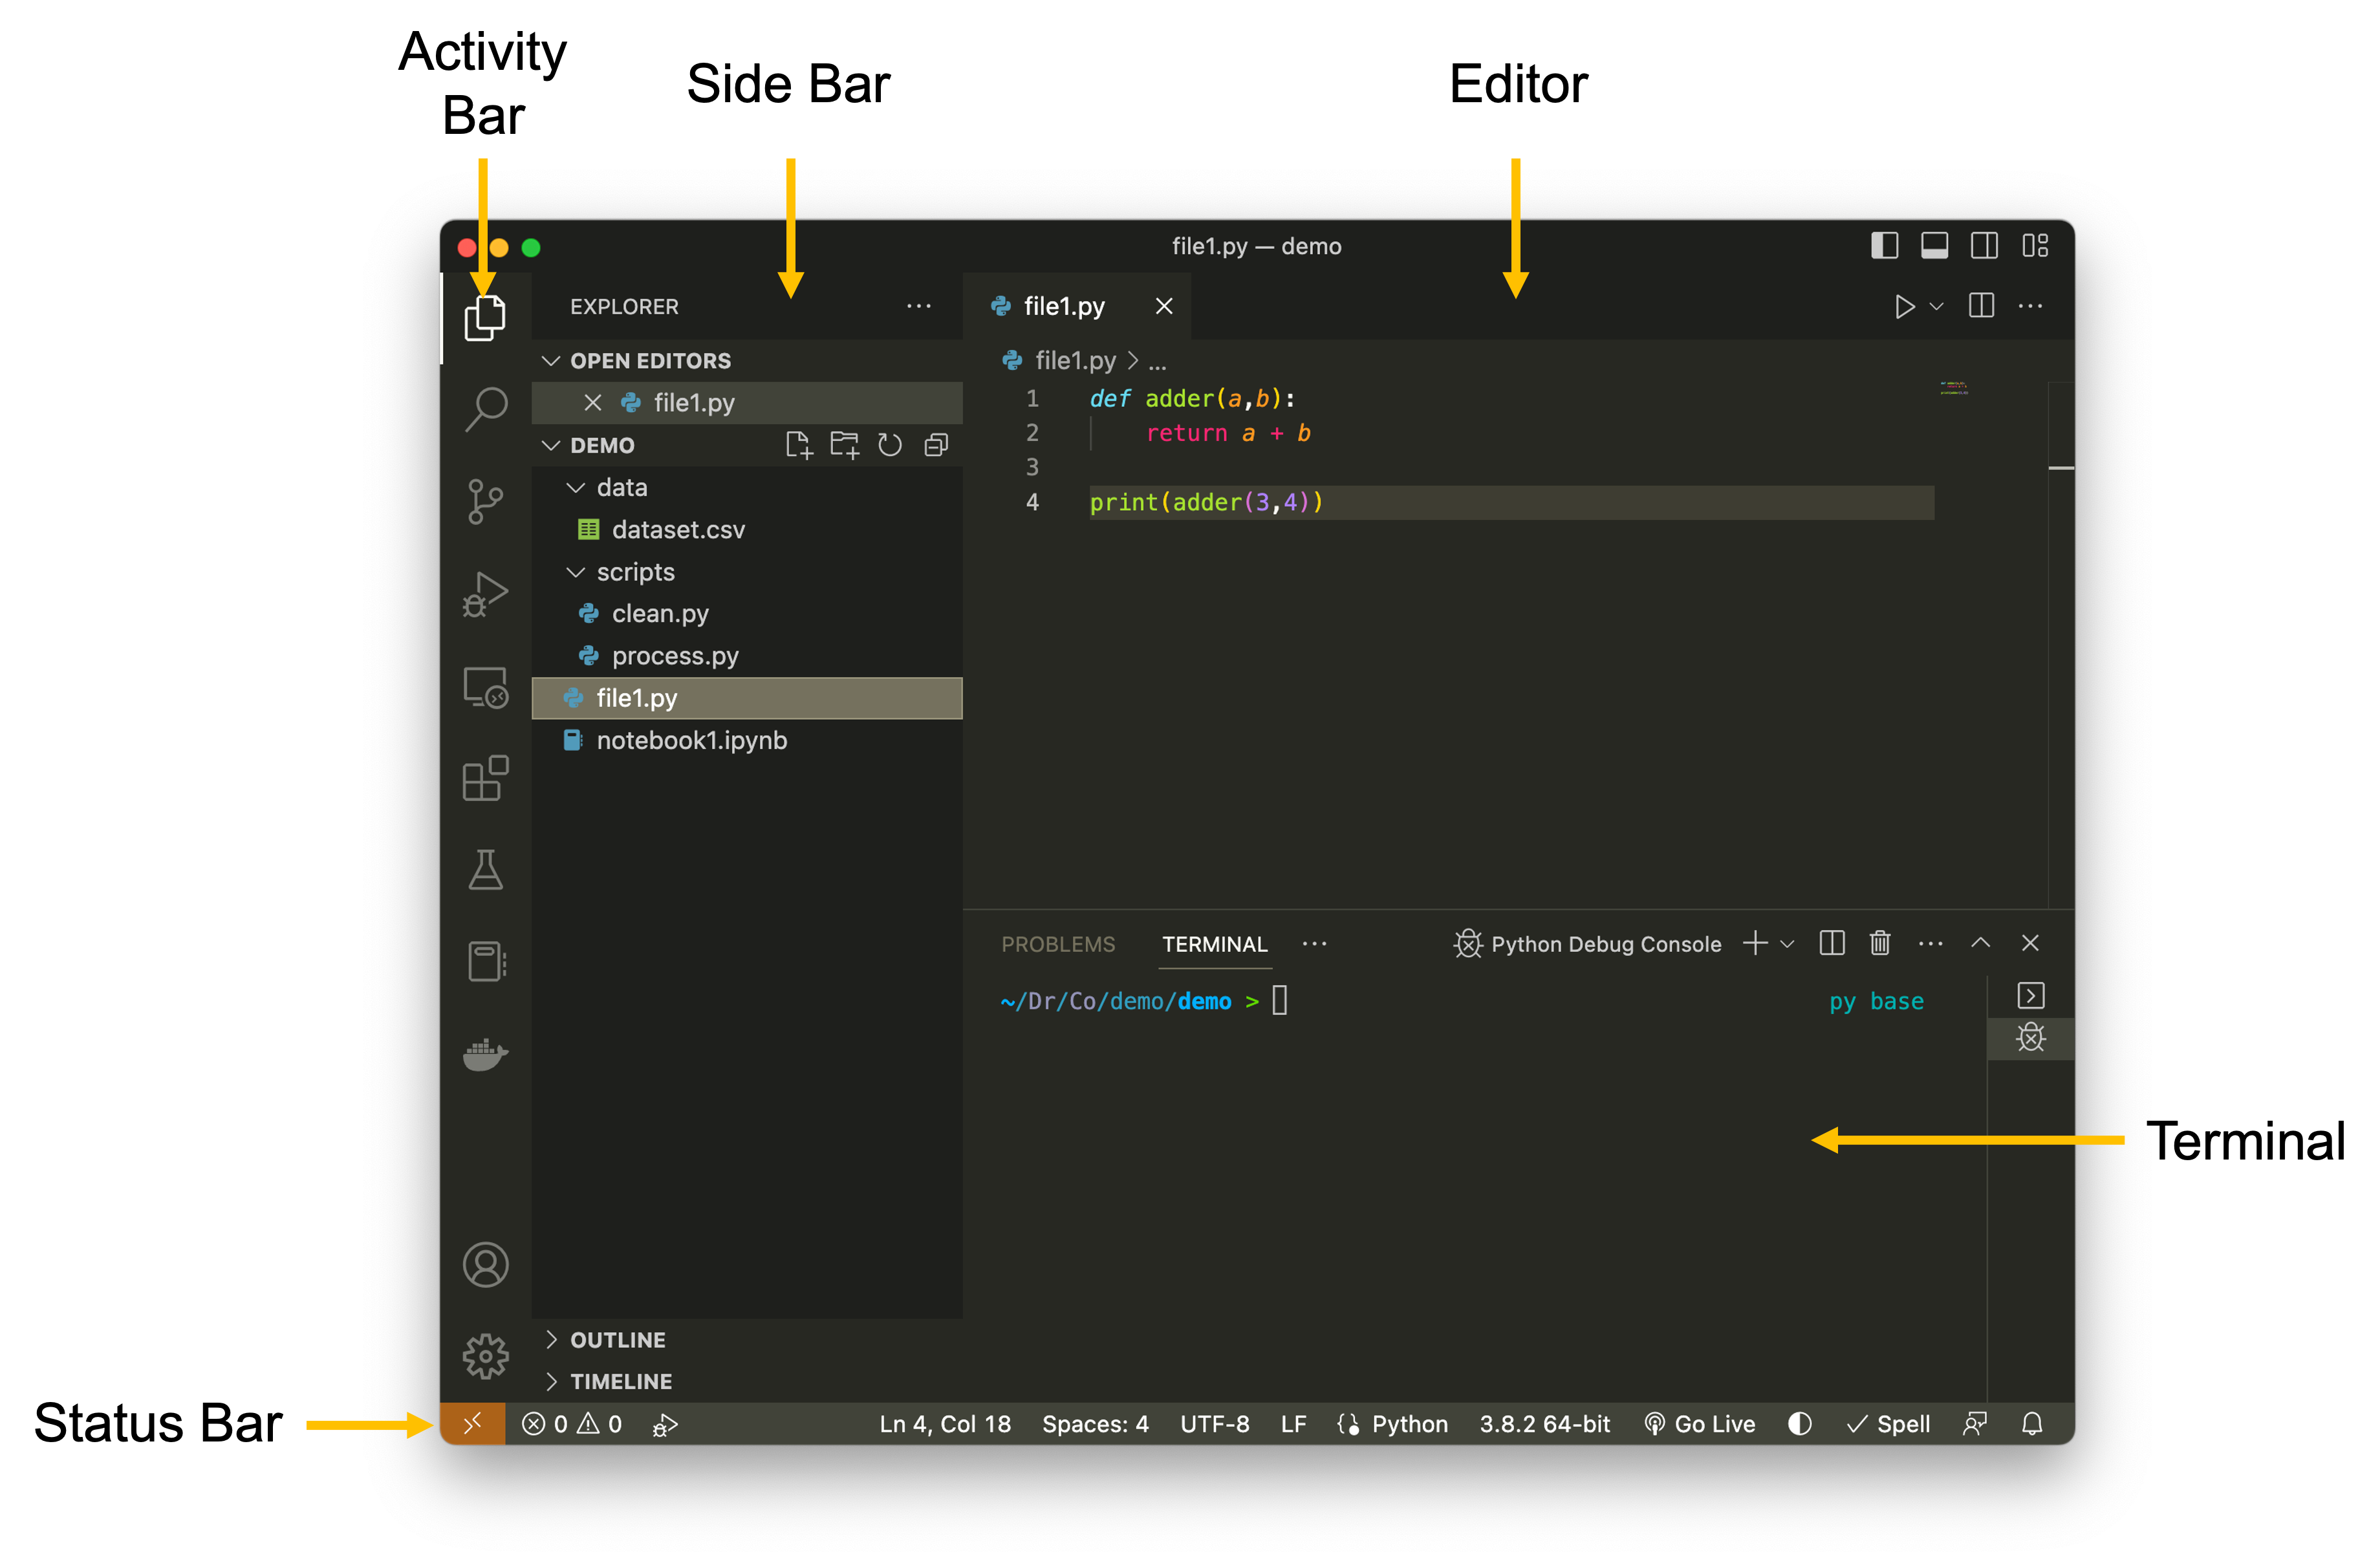 Activity
Bar
Side Bar
Editor
file1.py — demo
EXPLORER
OPEN EDITORS
file1.py
DEMO
data
dataset.csv
scripts
clean.py
process.py
file1.py
notebook1.ipynb
OUTLINE
TIMELINE
file1.py
file1.py > ...
1 def adder(a,b):
2 return a + b
3
4 print(adder(3,4))
PROBLEMS TERMINAL ··· Python Debug Console
~/Dr/Co/demo/demo > py base
Terminal
Status Bar
0 0 Ln 4, Col 18 Spaces: 4 UTF-8 LF Python 3.8.2 64-bit Go Live Spell